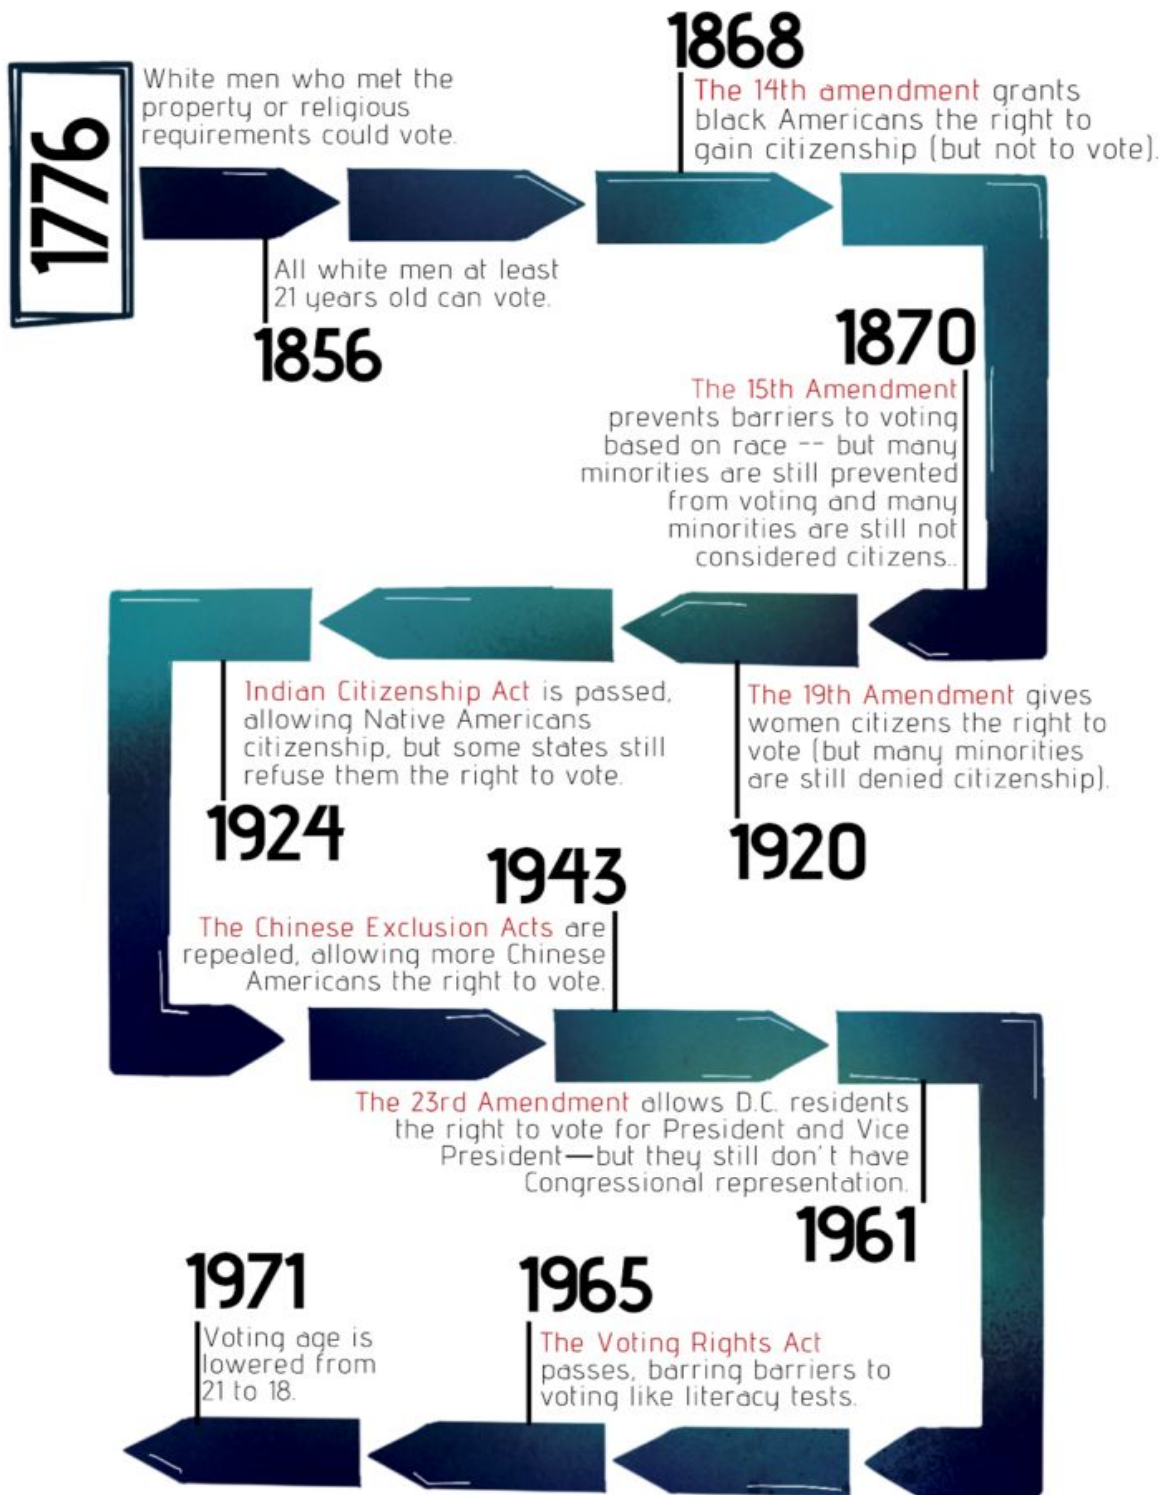 1776
White men who met the
property or religious
requirements could vote.
All white men at least
21 years old can vote.
1856
1868
The 14th amendment grants
black Americans the right to
gain citizenship (but not to vote).
1870
The 15th Amendment
prevents barriers to voting
based on race -- but many
minorities are still prevented
from voting and many
minorities are still not
considered citizens..
The 19th Amendment gives
women citizens the right to
vote (but many minorities
are still denied citizenship).
1920
Indian Citizenship Act is passed,
allowing Native Americans
citizenship, but some states still
refuse them the right to vote.
1924
1943
The Chinese Exclusion Acts are
repealed, allowing more Chinese
Americans the right to vote.
The 23rd Amendment allows D.C. residents
the right to vote for President and Vice
President—but they still don't have
Congressional representation.
1961
1965
The Voting Rights Act
passes, barring barriers to
voting like literacy tests.
1971
Voting age is
lowered from
21 to 18.